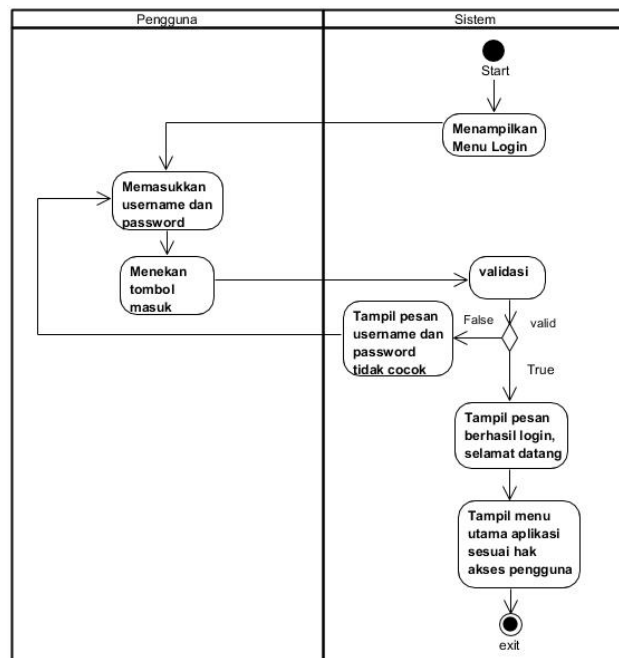 Pengguna
Sistem
Start
Menampilkan
Menu Login
Memasukkan
username dan
password
Menekan
tombol
masuk
validasi
False
valid
Tampil pesan
username dan
password
tidak cocok
True
Tampil pesan
berhasil login,
selamat datang
Tampil menu
utama aplikasi
sesuai hak
akses pengguna
exit